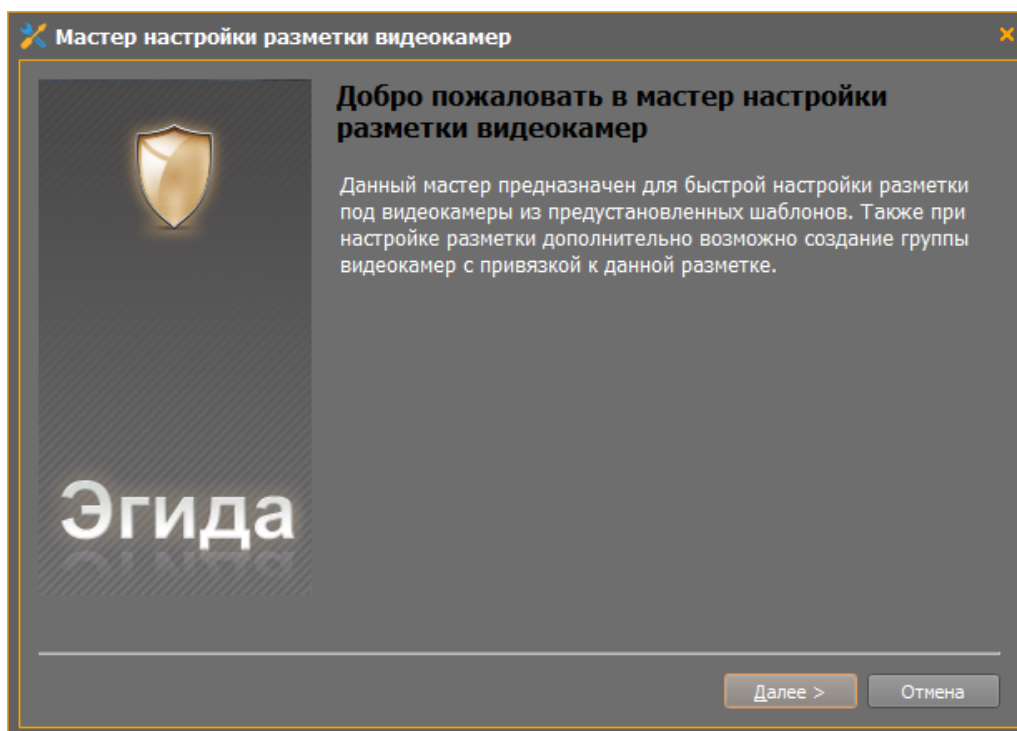 Мастер настройки разметки видеокамер
Добро пожаловать в мастер настройки
разметки видеокамер
Данный мастер предназначен для быстрой настройки разметки
под видеокамеры из предустановленных шаблонов. Также при
настройке разметки дополнительно возможно создание группы
видеокамер с привязкой к данной разметке.
Эгида
Далее >
Отмена